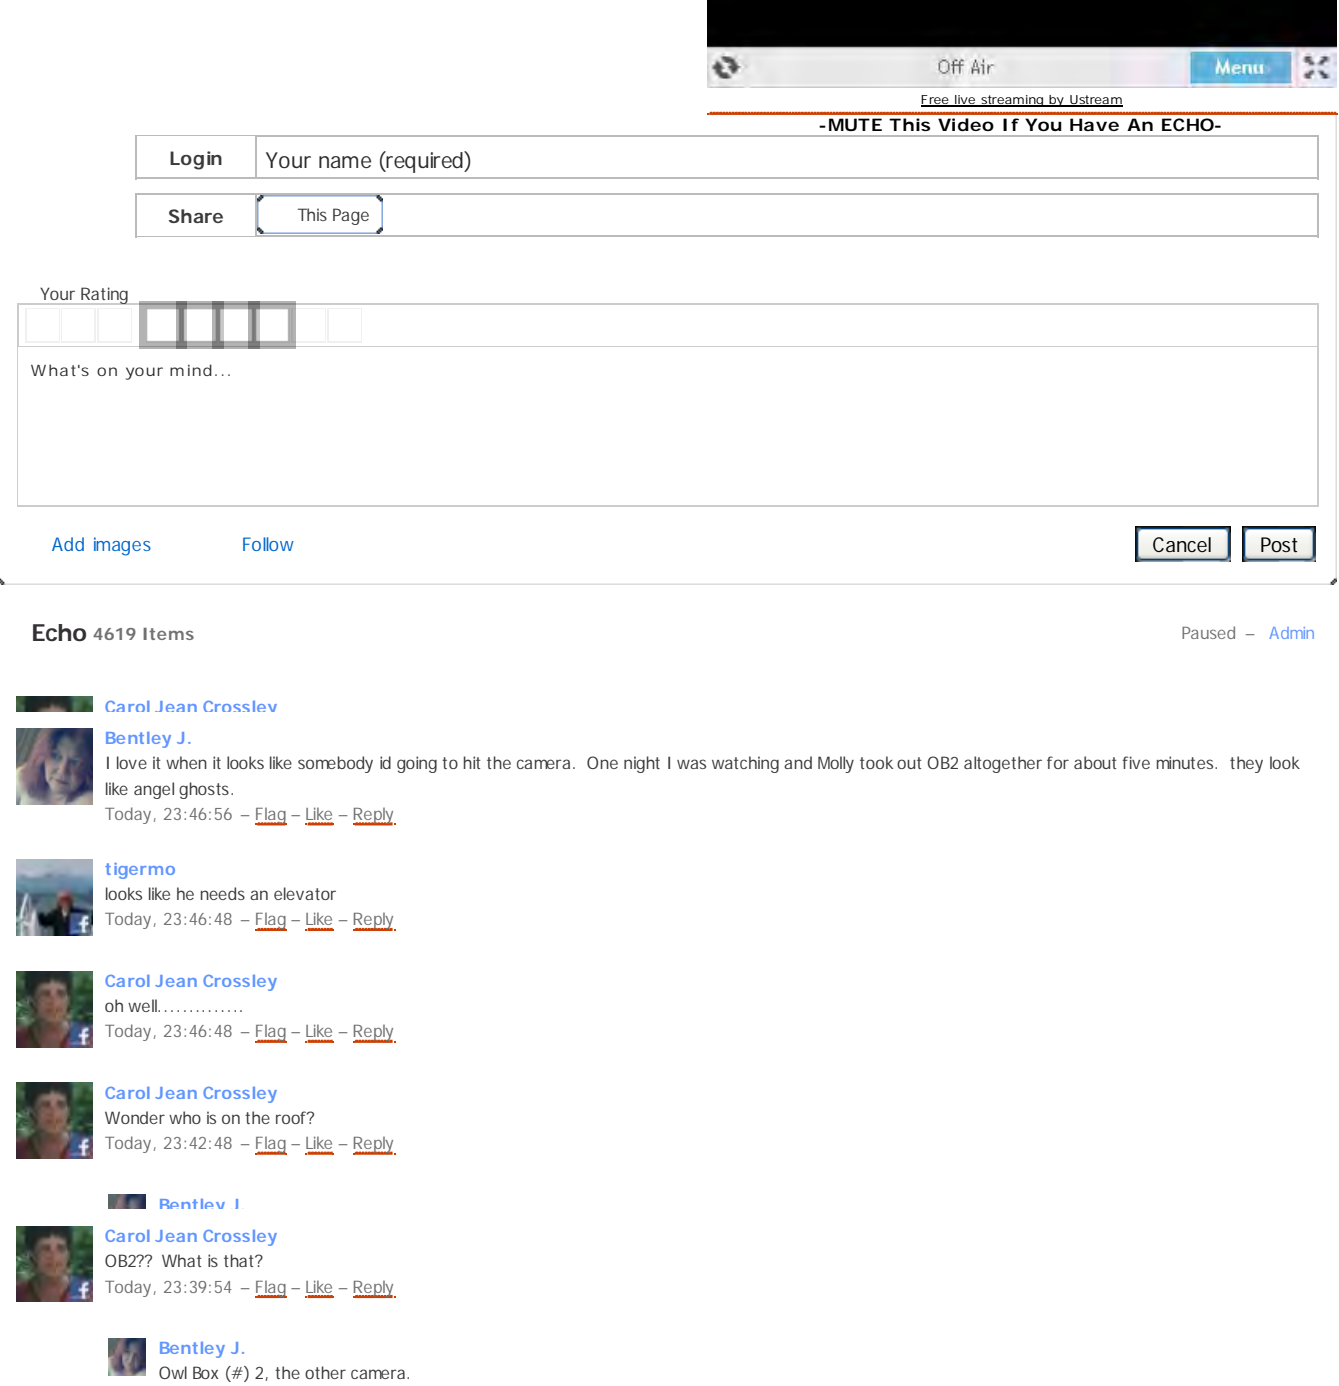 Off Air
Menu
Free live streaming by Ustream
-MUTE This Video If You Have An ECHO-
Login
Your name (required)
Share
This Page
Your Rating
What's on your mind...
Add images
Follow
Cancel
Post
Echo 4619 Items
Paused – Admin
Carol Jean Crossley
Bentley J.
I love it when it looks like somebody id going to hit the camera. One night I was watching and Molly took out OB2 altogether for about five minutes. they look
like angel ghosts.
Today, 23:46:56 – Flag – Like – Reply
tigermo
looks like he needs an elevator
Today, 23:46:48 – Flag – Like – Reply
Carol Jean Crossley
oh well..............
Today, 23:46:48 – Flag – Like – Reply
Carol Jean Crossley
Wonder who is on the roof?
Today, 23:42:48 – Flag – Like – Reply
Bentley J.
Carol Jean Crossley
OB2?? What is that?
Today, 23:39:54 – Flag – Like – Reply
Bentley J.
Owl Box (#) 2, the other camera.